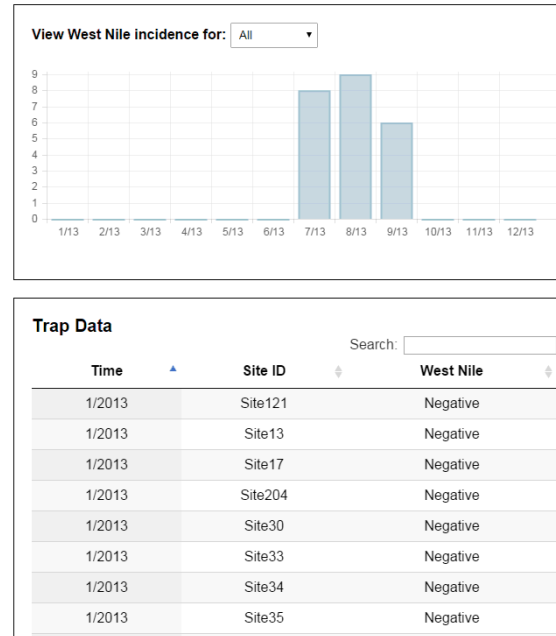 View West Nile incidence for: All
9
8
7
6
5
4
3
2
1
0
1/13 2/13 3/13 4/13 5/13 6/13 7/13 8/13 9/13 10/13 11/13 12/13
Trap Data
Search:
Time Site ID West Nile
1/2013 Site121 Negative
1/2013 Site13 Negative
1/2013 Site17 Negative
1/2013 Site204 Negative
1/2013 Site30 Negative
1/2013 Site33 Negative
1/2013 Site34 Negative
1/2013 Site35 Negative